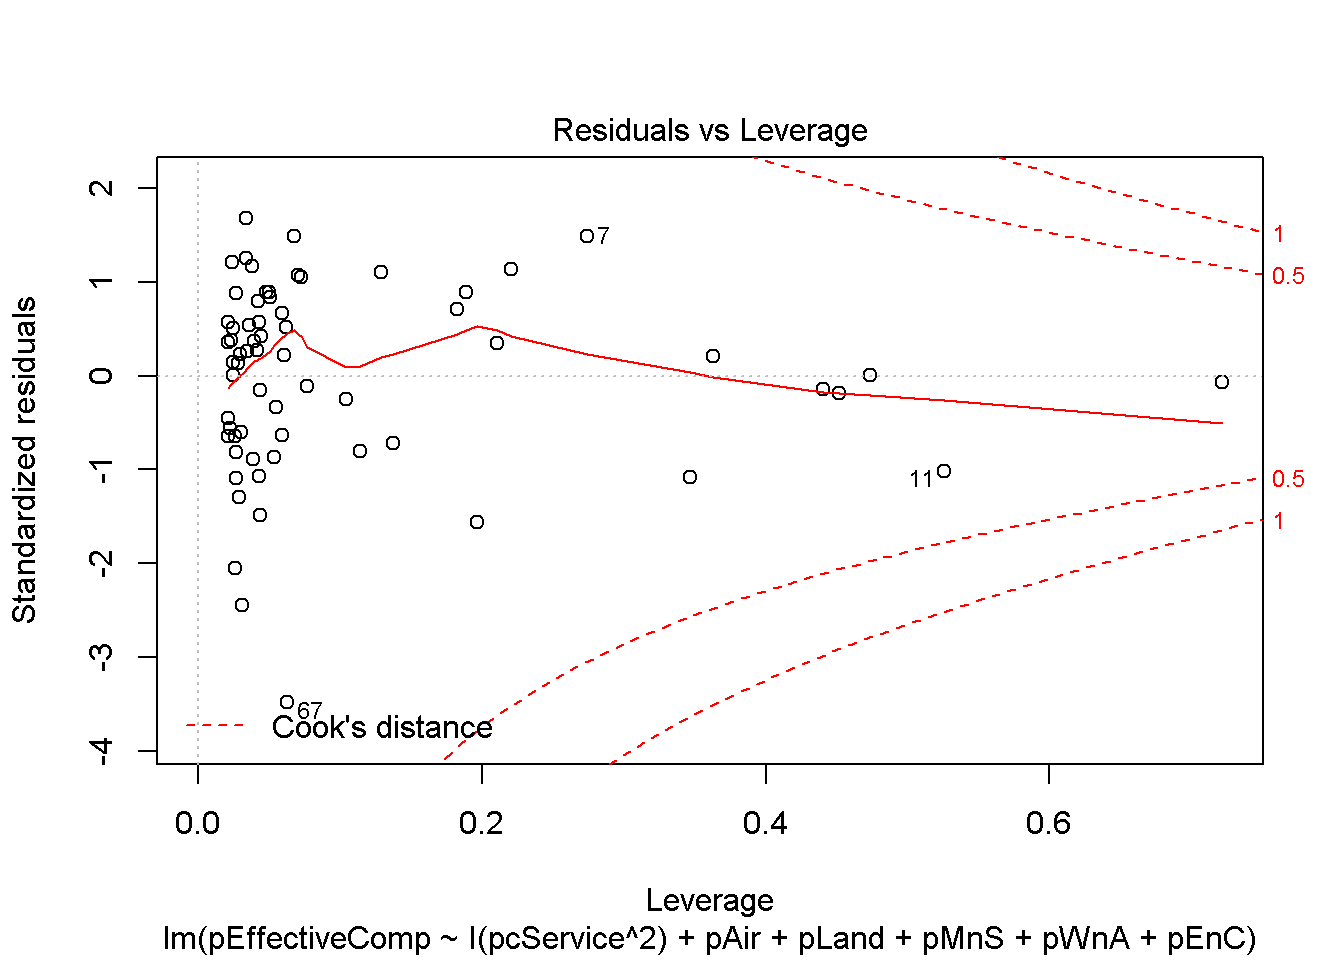 Residuals vs Leverage
Standardized residuals
2
1
0
-1
-2
-3
-4
7
11
67
1
0.5
0.5
1
Cook's distance
0.0 0.2 0.4 0.6
Leverage
lm(pEffectiveComp ~ I(pcService^2) + pAir + pLand + pMnS + pWnA + pEnC)